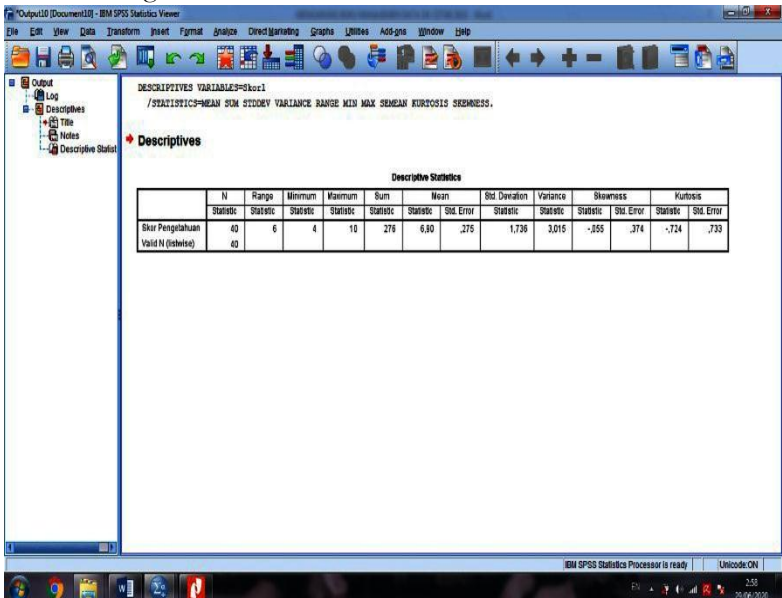 *Output10 [Document10] - IBM SPSS Statistics Viewer
File Edit View Data Transform Insert Format Analyze Direct Marketing Graphs Utilities Add-ons Window Help
Output
Log
Descriptives
Title
Notes
Descriptive Statist
DESCRIPTIVES VARIABLES=Skor1
/STATISTICS=MEAN SUM STDDEV VARIANCE RANGE MIN MAX SEMEAN KURTOSIS SKEWNESS.
Descriptives
Descriptive Statistics
N Range Minimum Maximum Sum Mean Std. Deviation Variance Skewness Kurtosis
Statistic Statistic Statistic Statistic Statistic Statistic Std. Error Statistic Statistic Statistic Std. Error Statistic Std. Error
Skor Pengetahuan 40 6 4 10 276 6,90 ,275 1,736 3,015 -,055 ,374 -,724 ,733
Valid N (listwise) 40
IBM SPSS Statistics Processor is ready Unicode:ON
EN 2:58
29/06/2020